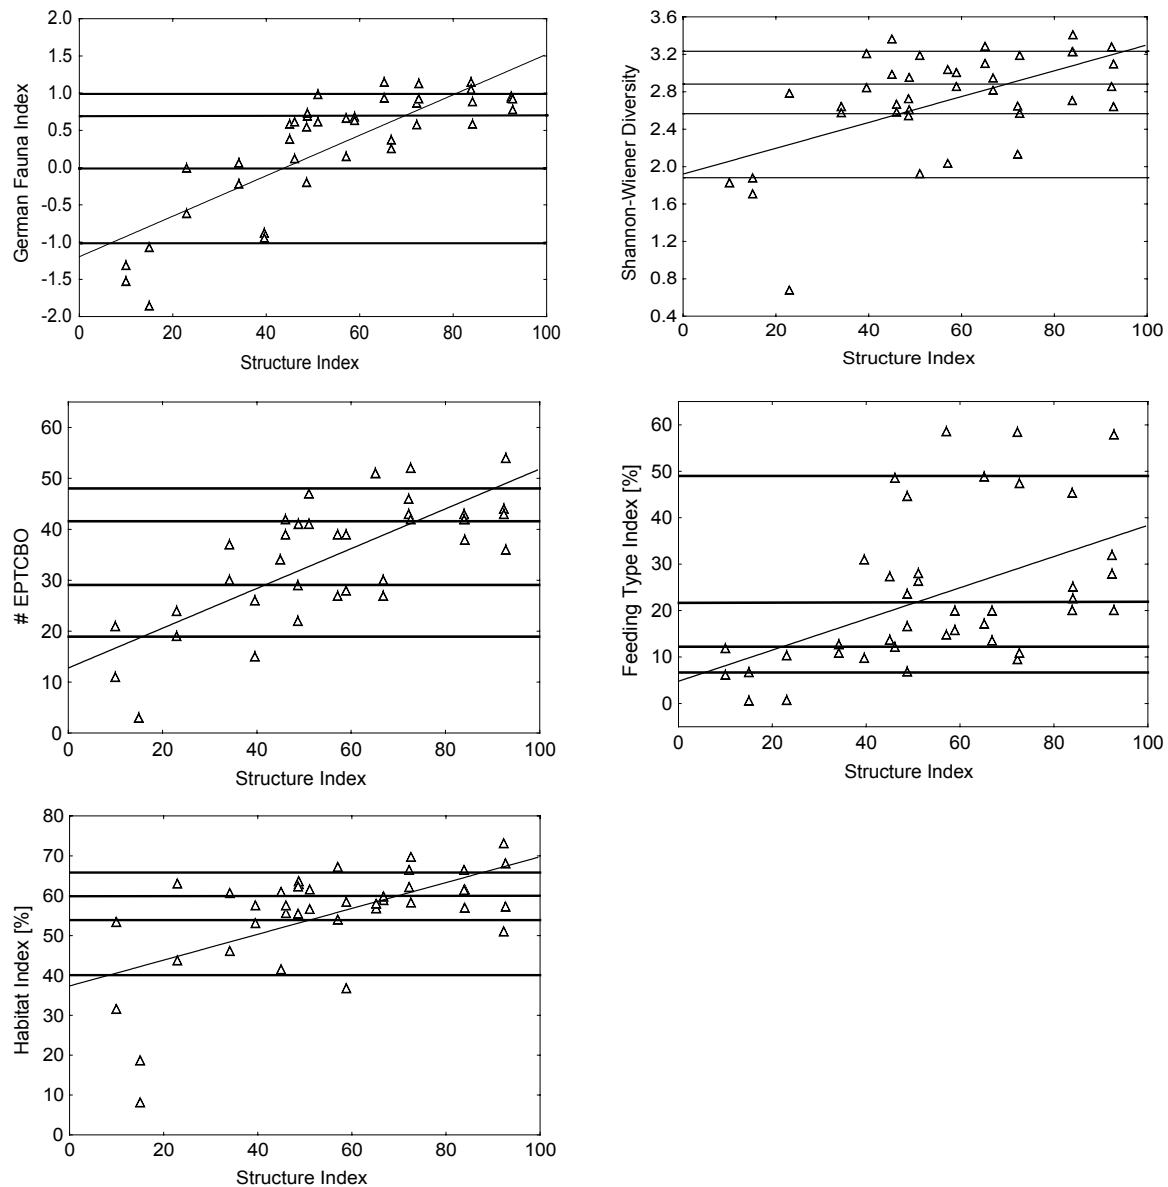 German Fauna Index
2.0
1.5
1.0
0.5
0.0
-0.5
-1.0
-1.5
-2.0
0 20 40 60 80 100
Structure Index
Shannon-Wiener Diversity
3.6
3.2
2.8
2.4
2.0
1.6
1.2
0.8
0.4
0 20 40 60 80 100
Structure Index
# EPTCBO
60
50
40
30
20
10
0
0 20 40 60 80 100
Structure Index
Feeding Type Index [%]
60
50
40
30
20
10
0
0 20 40 60 80 100
Structure Index
Habitat Index [%]
80
70
60
50
40
30
20
10
0
0 20 40 60 80 100
Structure Index